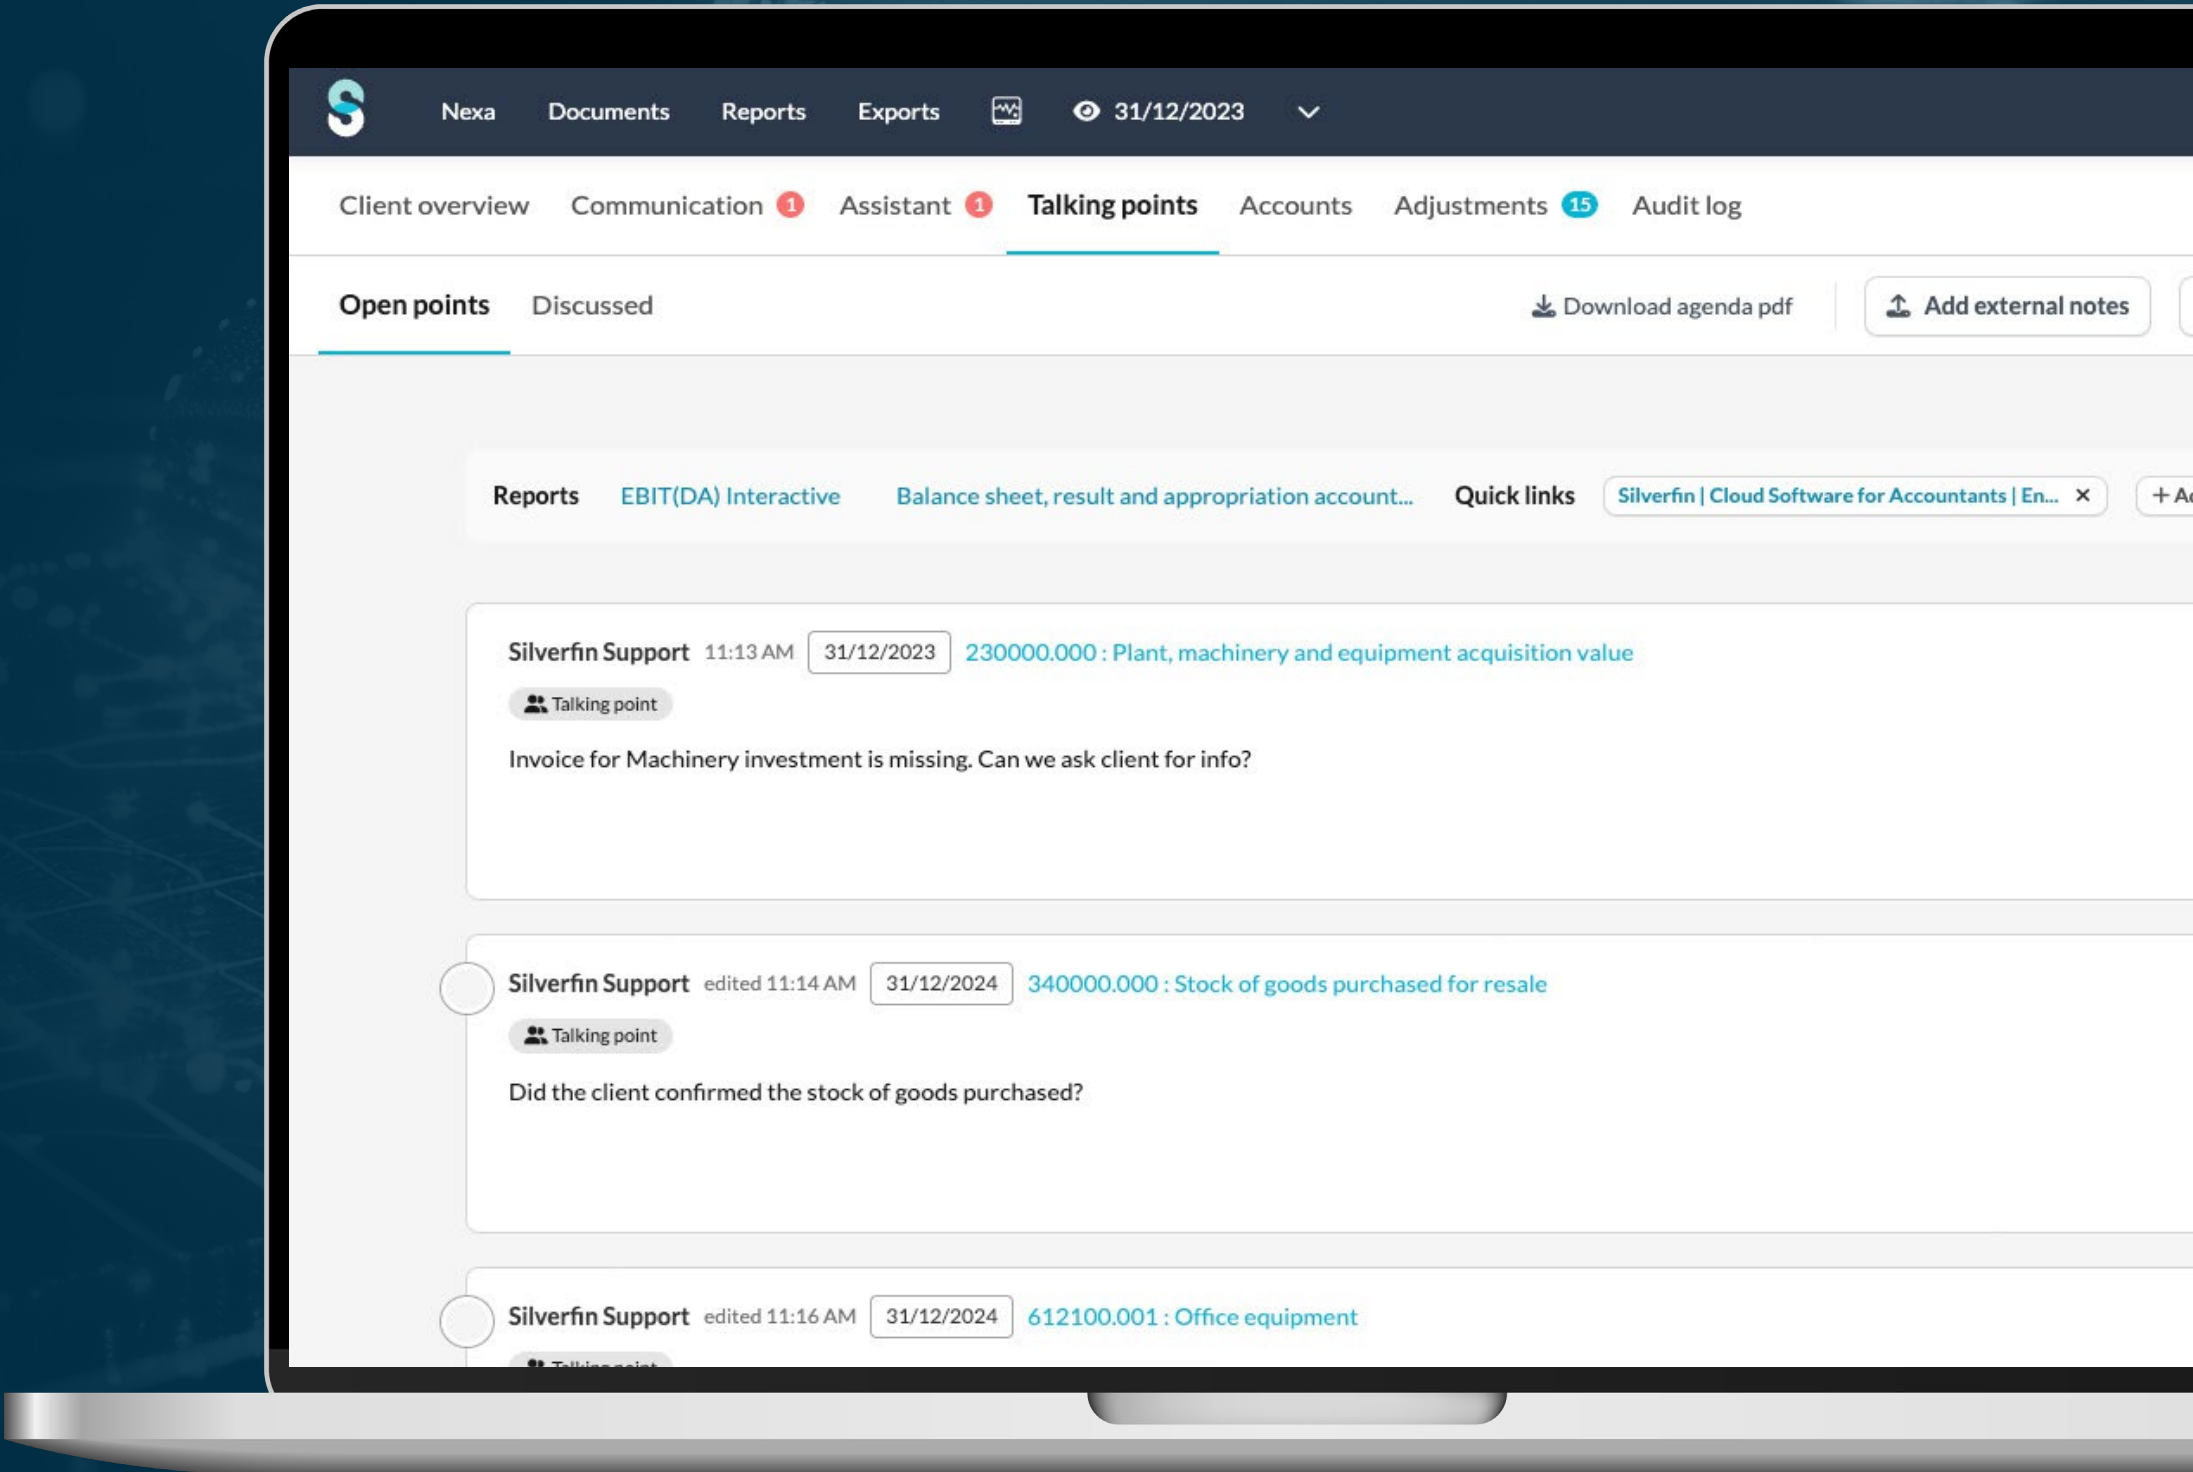 Nexa Documents Reports Exports 31/12/2023
Client overview Communication 1 Assistant 1 Talking points Accounts Adjustments 15 Audit log
Open points Discussed Download agenda pdf Add external notes
Reports EBIT(DA) Interactive Balance sheet, result and appropriation account... Quick links Silverfin | Cloud Software for Accountants | En... × +
Silverfin Support 11:13 AM 31/12/2023 230000.000 : Plant, machinery and equipment acquisition value
Talking point
Invoice for Machinery investment is missing. Can we ask client for info?
Silverfin Support edited 11:14 AM 31/12/2024 340000.000 : Stock of goods purchased for resale
Talking point
Did the client confirmed the stock of goods purchased?
Silverfin Support edited 11:16 AM 31/12/2024 612100.001 : Office equipment
Talking point